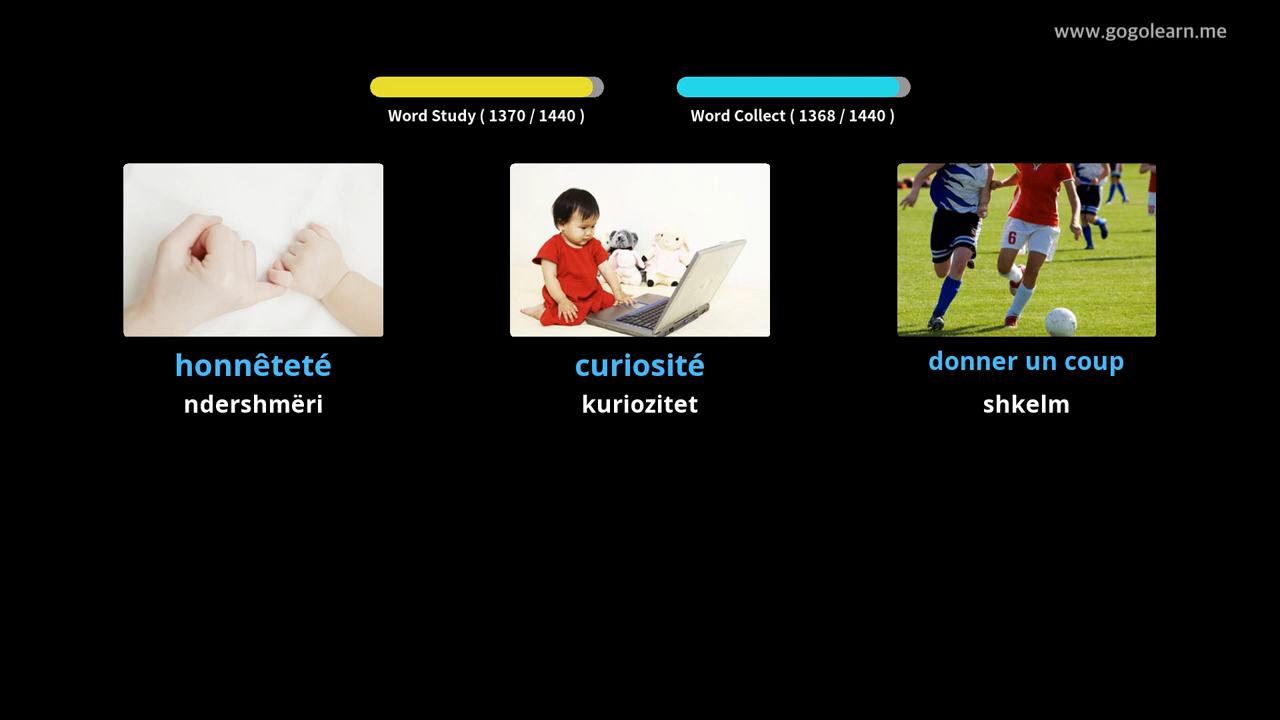 www.gogolearn.me
Word Study ( 1370 / 1440 )
Word Collect ( 1368 / 1440 )
honnêteté
curiosité
donner un coup
ndershmëri
kuriozitet
shkelm
6